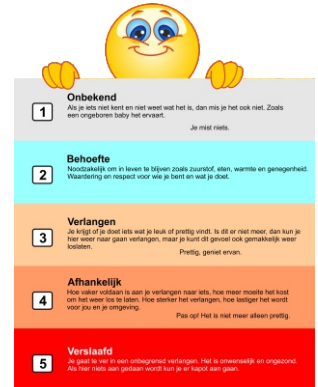 Onbekend
Als je iets niet kent en niet weet wat het is, dan mis je het ook niet. Zoals
een ongeboren baby het ervaart.
Je mist niets.
1
Behoefte
Noodzakelijk om in leven te blijven zoals zuurstof, eten, warmte en genegenheid.
Waardering en respect voor wie je bent en wat je doet.
2
Verlangen
Je krijgt of je doet iets wat je leuk of prettig vindt. Is dit er niet meer, dan kun je
hier weer naar gaan verlangen, maar je kunt dit gevoel ook gemakkelijk weer
loslaten.
3
Prettig, geniet ervan.
Afhankelijk
Hoe vaker voldaan is aan je verlangen naar iets, hoe meer moeite het kost
om het weer los te laten. Hoe sterker het verlangen, hoe lastiger het wordt
voor jou en je omgeving.
4
Pas op! Het is niet meer alleen prettig.
Verslaafd
Je gaat te ver in een onbegrensd verlangen. Het is onwenselijk en ongezond.
Als hier niets aan gedaan wordt kun je er kapot aan gaan.
5